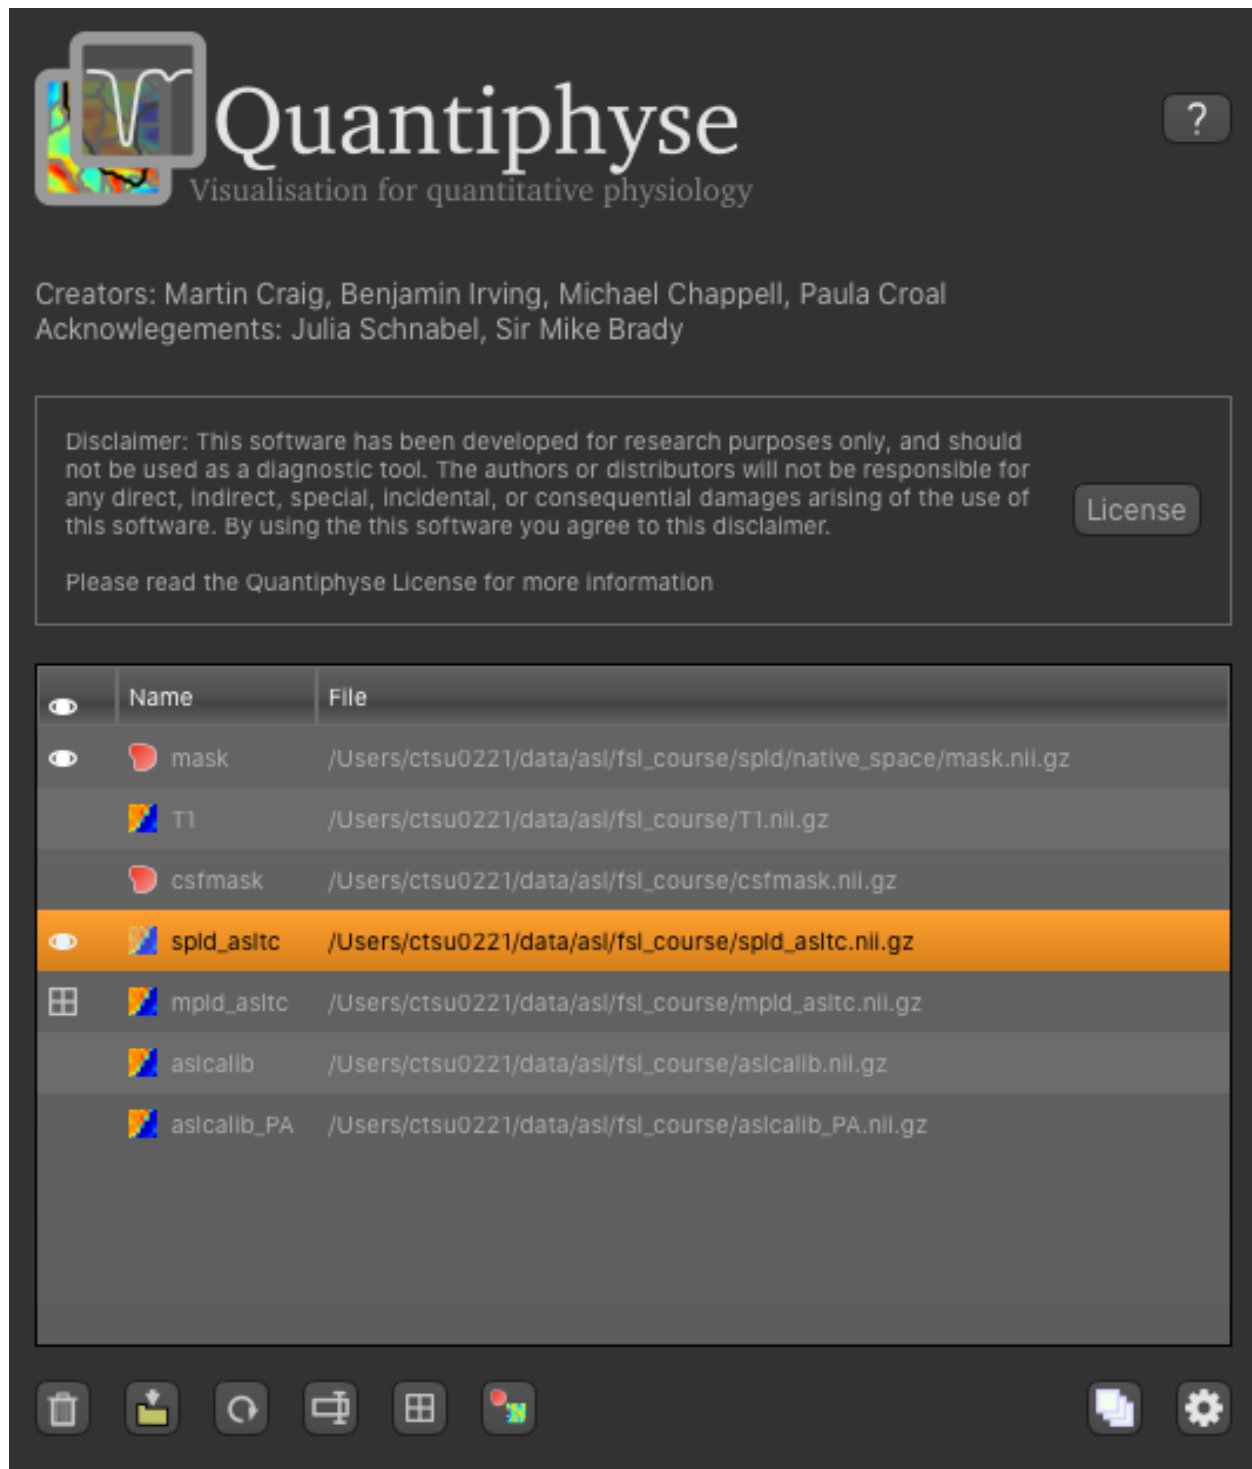 Quantiphyse
Visualisation for quantitative physiology
?
Creators: Martin Craig, Benjamin Irving, Michael Chappell, Paula Croal
Acknowlegements: Julia Schnabel, Sir Mike Brady
Disclaimer: This software has been developed for research purposes only, and should
not be used as a diagnostic tool. The authors or distributors will not be responsible for
any direct, indirect, special, incidental, or consequential damages arising of the use of
this software. By using the this software you agree to this disclaimer.
Please read the Quantiphyse License for more information
License
Name File
mask /Users/ctsu0221/data/asl/fsl_course/spld/native_space/mask.nii.gz
T1 /Users/ctsu0221/data/asl/fsl_course/T1.nii.gz
csfmask /Users/ctsu0221/data/asl/fsl_course/csfmask.nii.gz
spld_asltc /Users/ctsu0221/data/asl/fsl_course/spld_asltc.nii.gz
mpld_asltc /Users/ctsu0221/data/asl/fsl_course/mpld_asltc.nii.gz
aslcalib /Users/ctsu0221/data/asl/fsl_course/aslcalib.nii.gz
aslcalib_PA /Users/ctsu0221/data/asl/fsl_course/aslcalib_PA.nii.gz